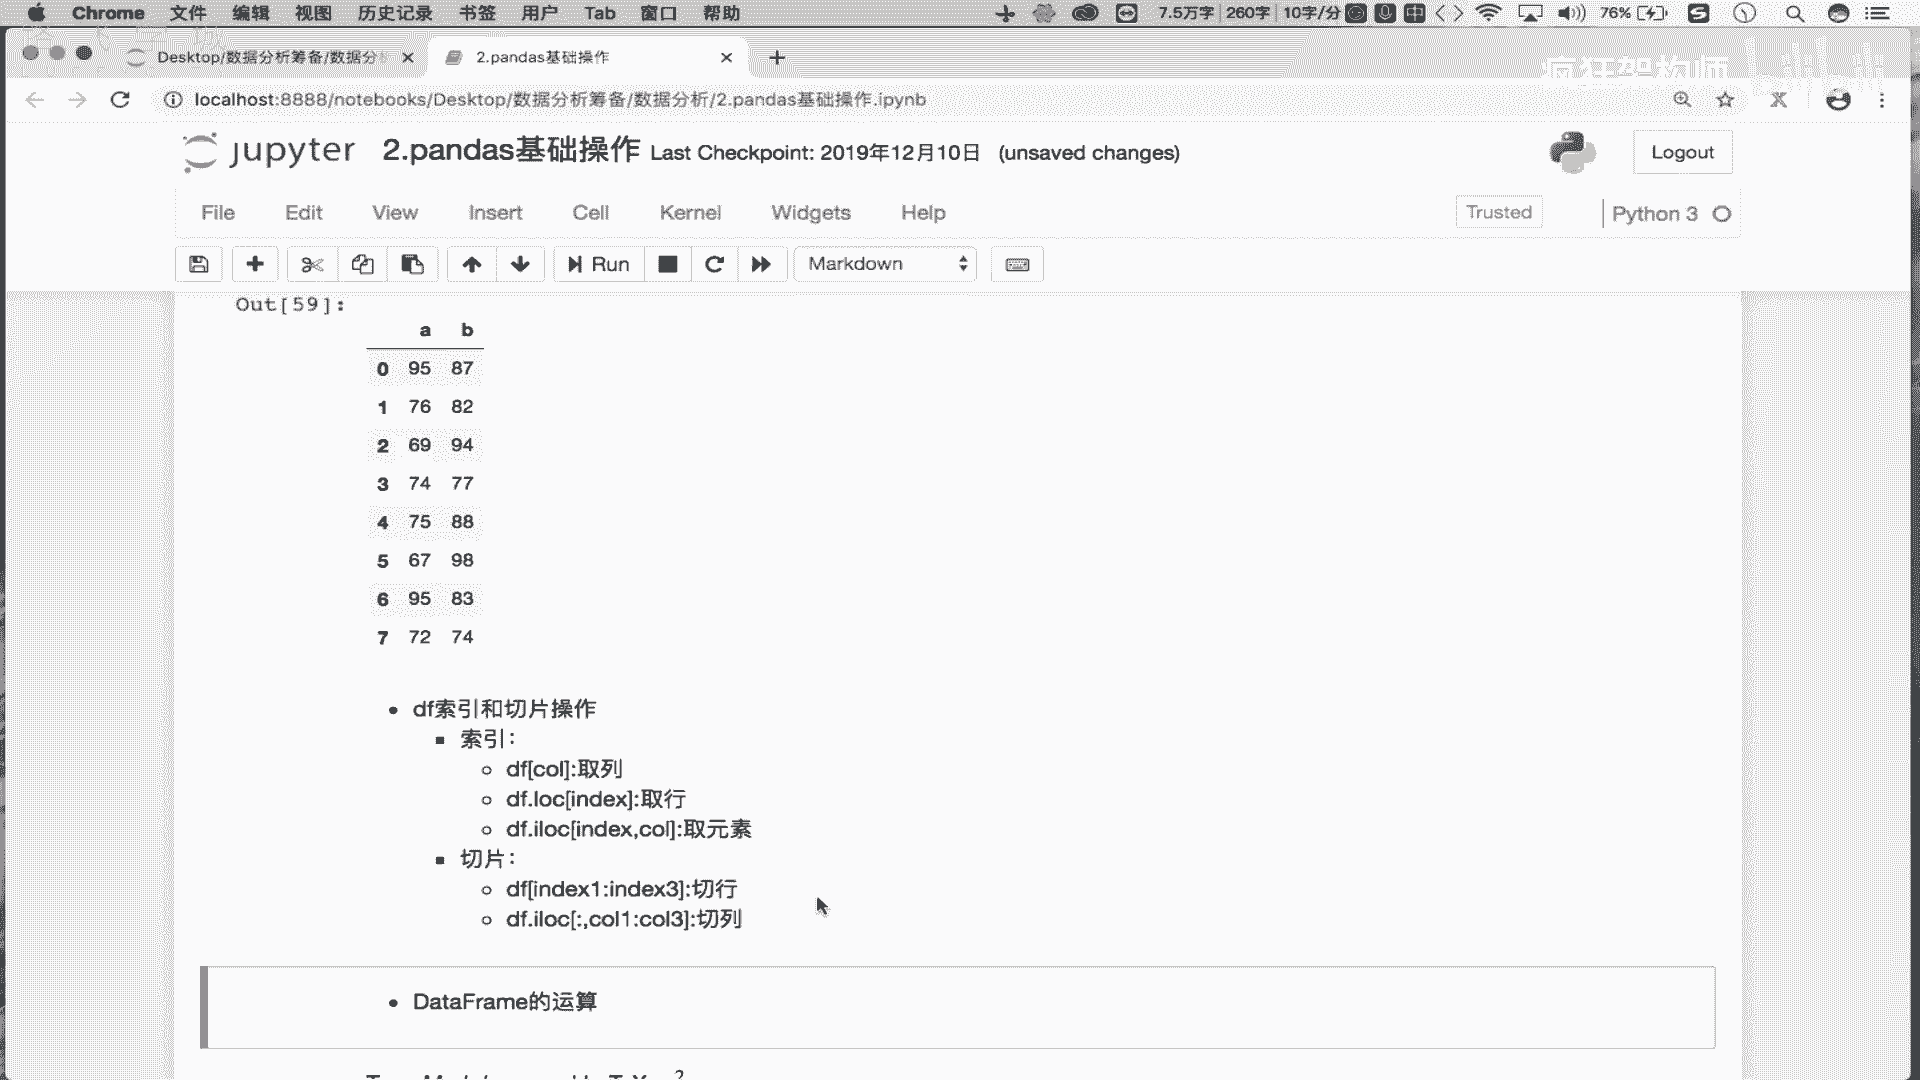 Chrome 文件 编辑 视图 历史记录 书签 用户 Tab 窗口 帮助 7.5万字 260字 10字/分 中 76%
Desktop/数据分析筹备/数据分析 2.pandas基础操作
疯狂架构师 bilibili
localhost:8888/notebooks/Desktop/数据分析筹备/数据分析/2.pandas基础操作.ipynb
jupyter 2.pandas基础操作 Last Checkpoint: 2019年12月10日 (unsaved changes) Logout
File Edit View Insert Cell Kernel Widgets Help Trusted Python 3
Run Markdown
Out[59]:
a b
0 95 87
1 76 82
2 69 94
3 74 77
4 75 88
5 67 98
6 95 83
7 72 74
df索引和切片操作
索引:
df[col]:取列
df.loc[index]:取行
df.iloc[index,col]:取元素
切片:
df[index1:index3]:切行
df.iloc[:,col1:col3]:切列
DataFrame的运算